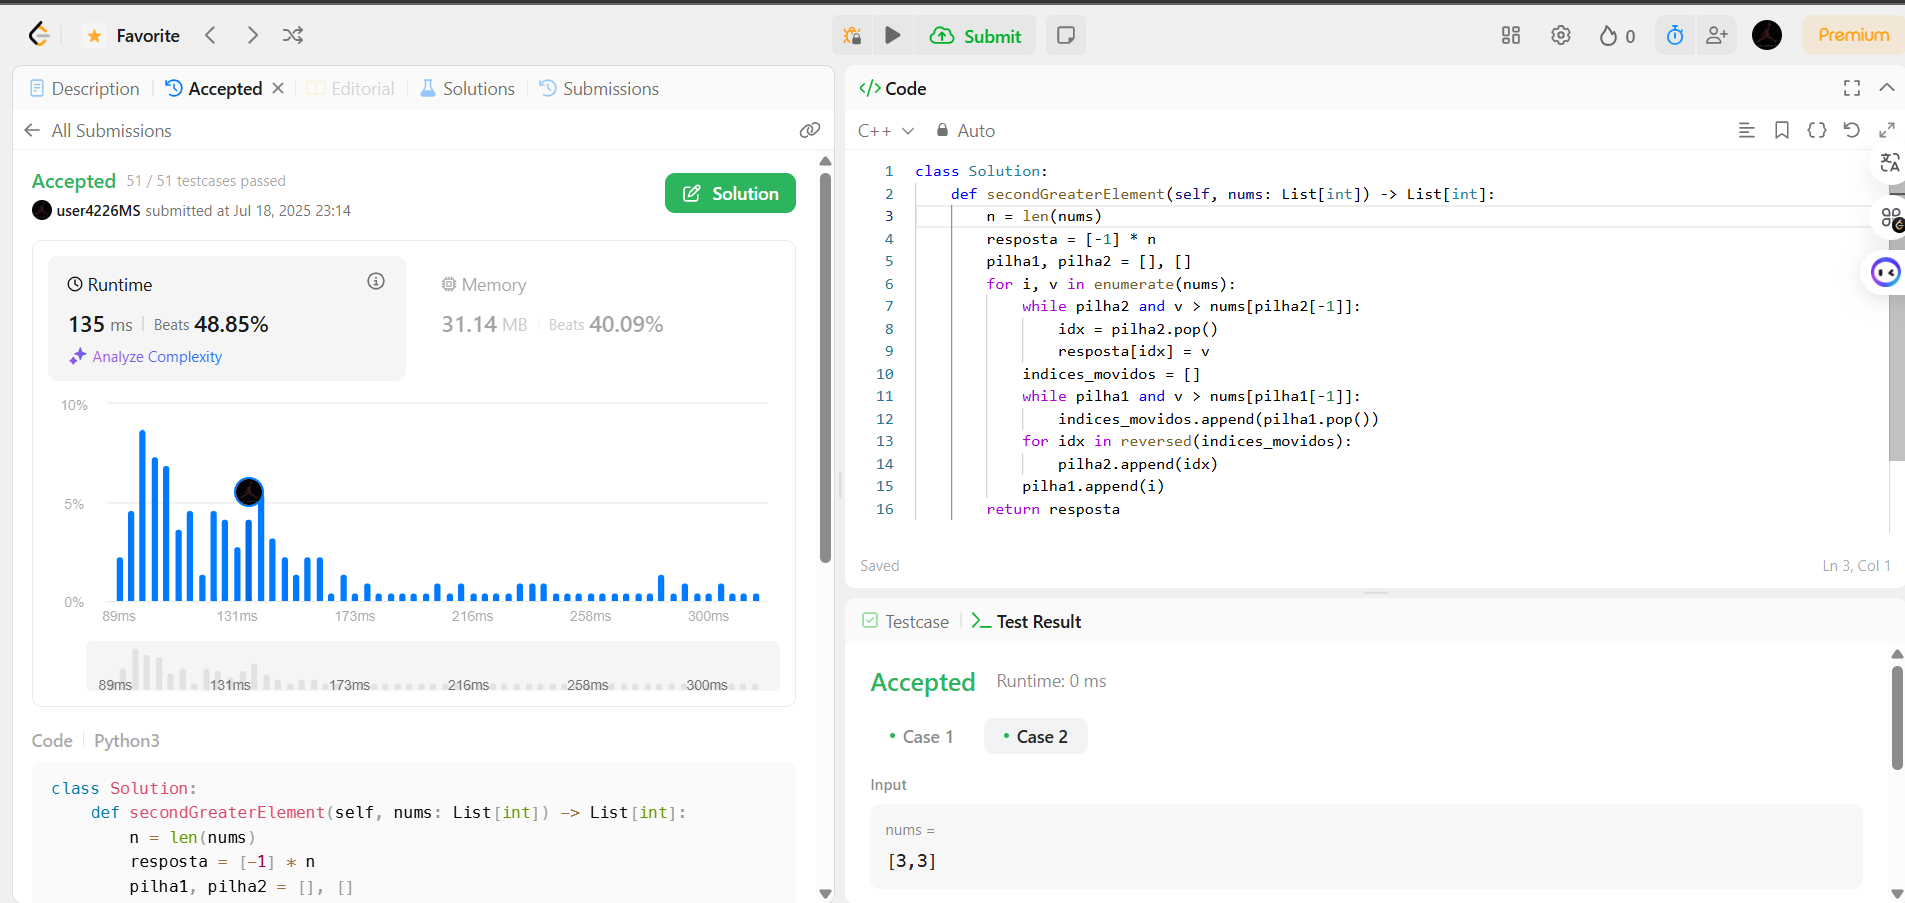 Favorite
Submit
0
Premium
Description
Accepted
Editorial
Solutions
Submissions
All Submissions
Accepted 51 / 51 testcases passed
user4226MS submitted at Jul 18, 2025 23:14
Solution
Runtime
135 ms Beats 48.85%
Analyze Complexity
Memory
31.14 MB Beats 40.09%
10%
5%
0%
89ms 131ms 173ms 216ms 258ms 300ms
89ms 131ms 173ms 216ms 258ms 300ms
Code Python3
class Solution:
def secondGreaterElement(self, nums: List[int]) -> List[int]:
n = len(nums)
resposta = [-1] * n
pilha1, pilha2 = [], []
</> Code
C++ Auto
1 class Solution:
2 def secondGreaterElement(self, nums: List[int]) -> List[int]:
3 n = len(nums)
4 resposta = [-1] * n
5 pilha1, pilha2 = [], []
6 for i, v in enumerate(nums):
7 while pilha2 and v > nums[pilha2[-1]]:
8 idx = pilha2.pop()
9 resposta[idx] = v
10 indices_movidos = []
11 while pilha1 and v > nums[pilha1[-1]]:
12 indices_movidos.append(pilha1.pop())
13 for idx in reversed(indices_movidos):
14 pilha2.append(idx)
15 pilha1.append(i)
16 return resposta
Saved
Ln 3, Col 1
Testcase
Test Result
Accepted Runtime: 0 ms
• Case 1
• Case 2
Input
nums =
[3,3]